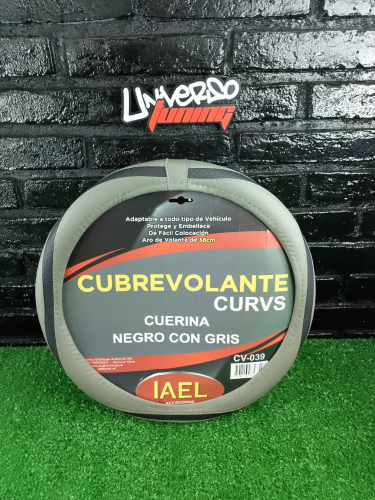 UNIVERSO
TUNING
Adaptable a todo tipo de Vehículo
Protege y Embellece
De Fácil Colocación
Aro de Volante de 38cm
CUBREVOLANTE
CURVS
CUERINA
NEGRO CON GRIS
CV-039
IAEL
ACCESORIOS